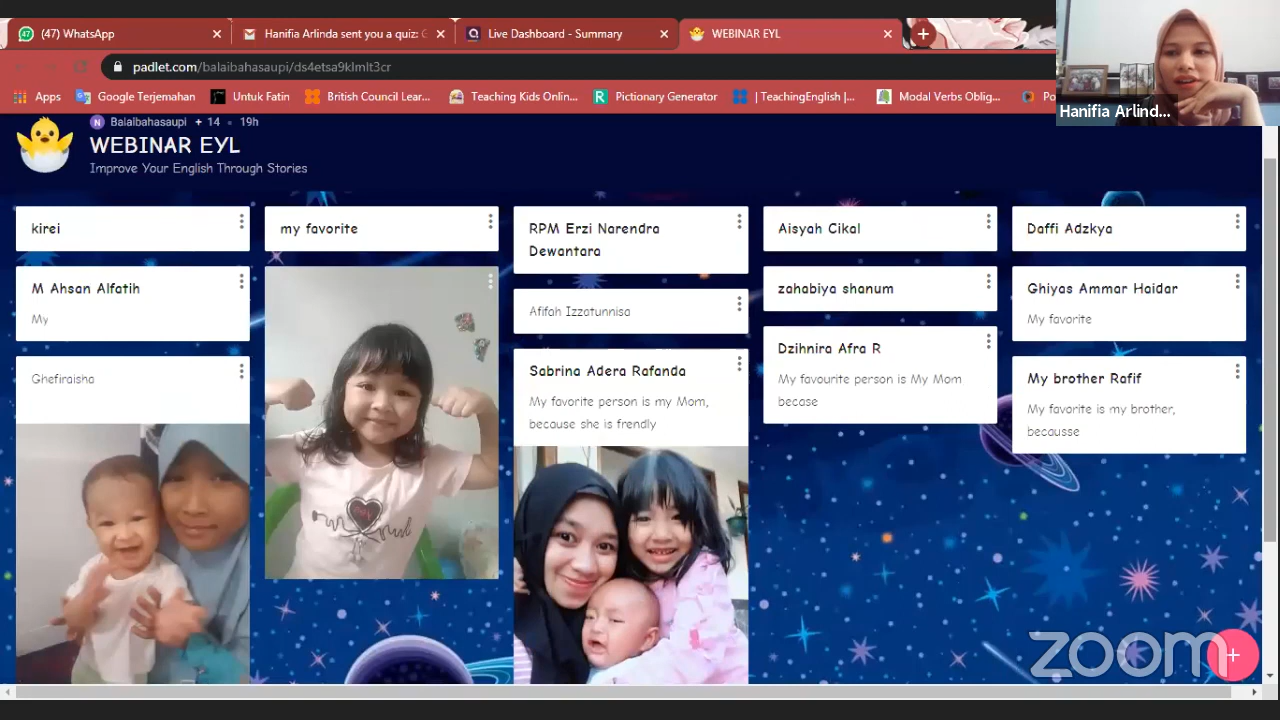 (47) WhatsApp
Hanifia Arlinda sent you a quiz:
Live Dashboard - Summary
WEBINAR EYL
padlet.com/balaibahasaupi/ds4etsa9klmlt3cr
Apps
Google Terjemahan
Untuk Fatin
British Council Lear...
Teaching Kids Onlin...
Pictionary Generator
| TeachingEnglish |...
Modal Verbs Oblig...
Hanifia Arlind...
Balaibahasaupi + 14 • 19h
WEBINAR EYL
Improve Your English Through Stories
kirei
M Ahsan Alfatih
My
Ghefiraisha
my favorite
RPM Erzi Narendra
Dewantara
Afifah Izzatunnisa
Sabrina Adera Rafanda
My favorite person is my Mom,
because she is frendly
Aisyah Cikal
zahabiya shanum
Dzihnira Afra R
My favourite person is My Mom
becase
Daffi Adzkya
Ghiyas Ammar Haidar
My favorite
My brother Rafif
My favorite is my brother,
becausse
zoom